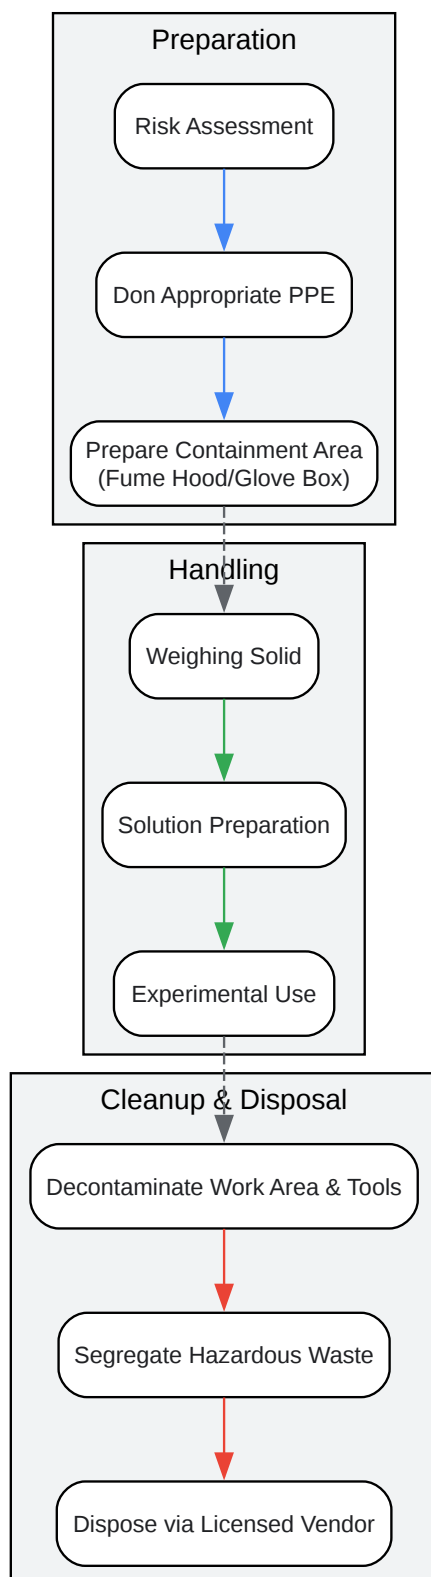 Preparation
Risk Assessment
Don Appropriate PPE
Prepare Containment Area
(Fume Hood/Glove Box)
Handling
Weighing Solid
Solution Preparation
Experimental Use
Cleanup & Disposal
Decontaminate Work Area & Tools
Segregate Hazardous Waste
Dispose via Licensed Vendor